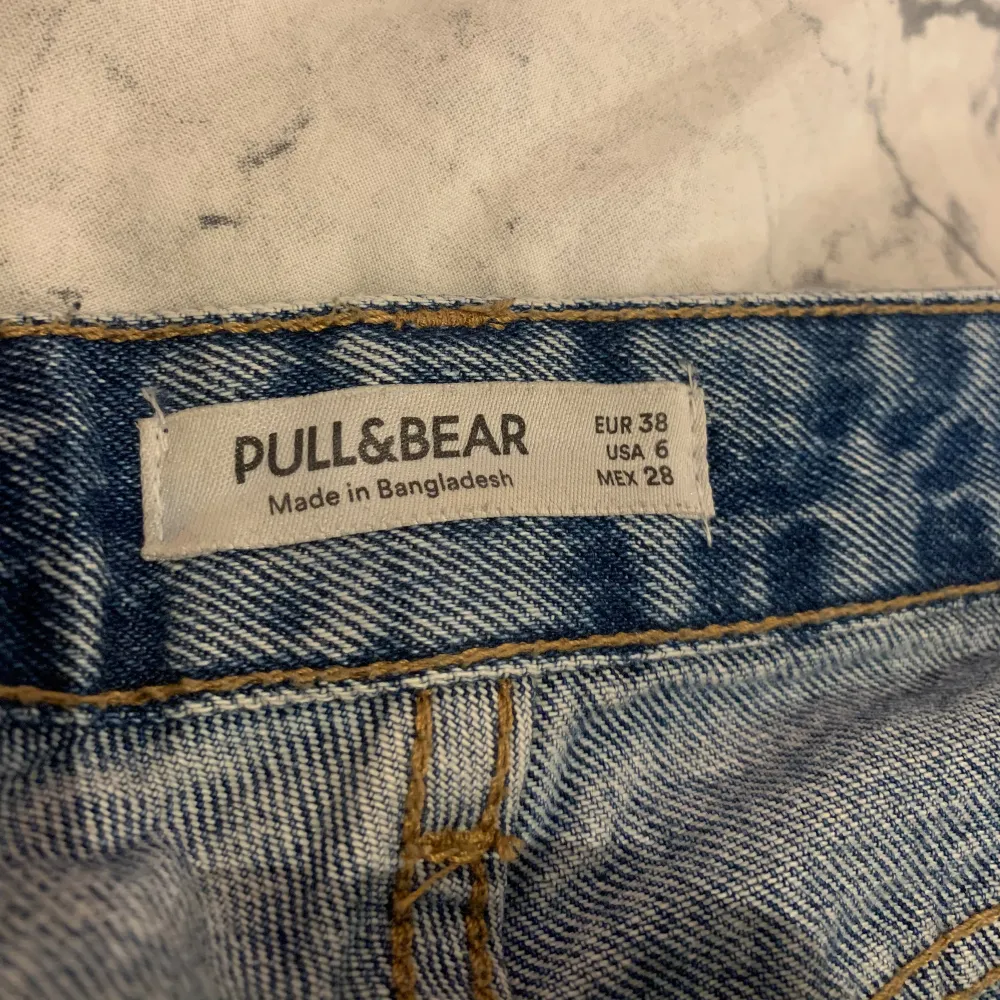 PULL&BEAR
Made in Bangladesh
EUR 38
USA 6
MEX 28